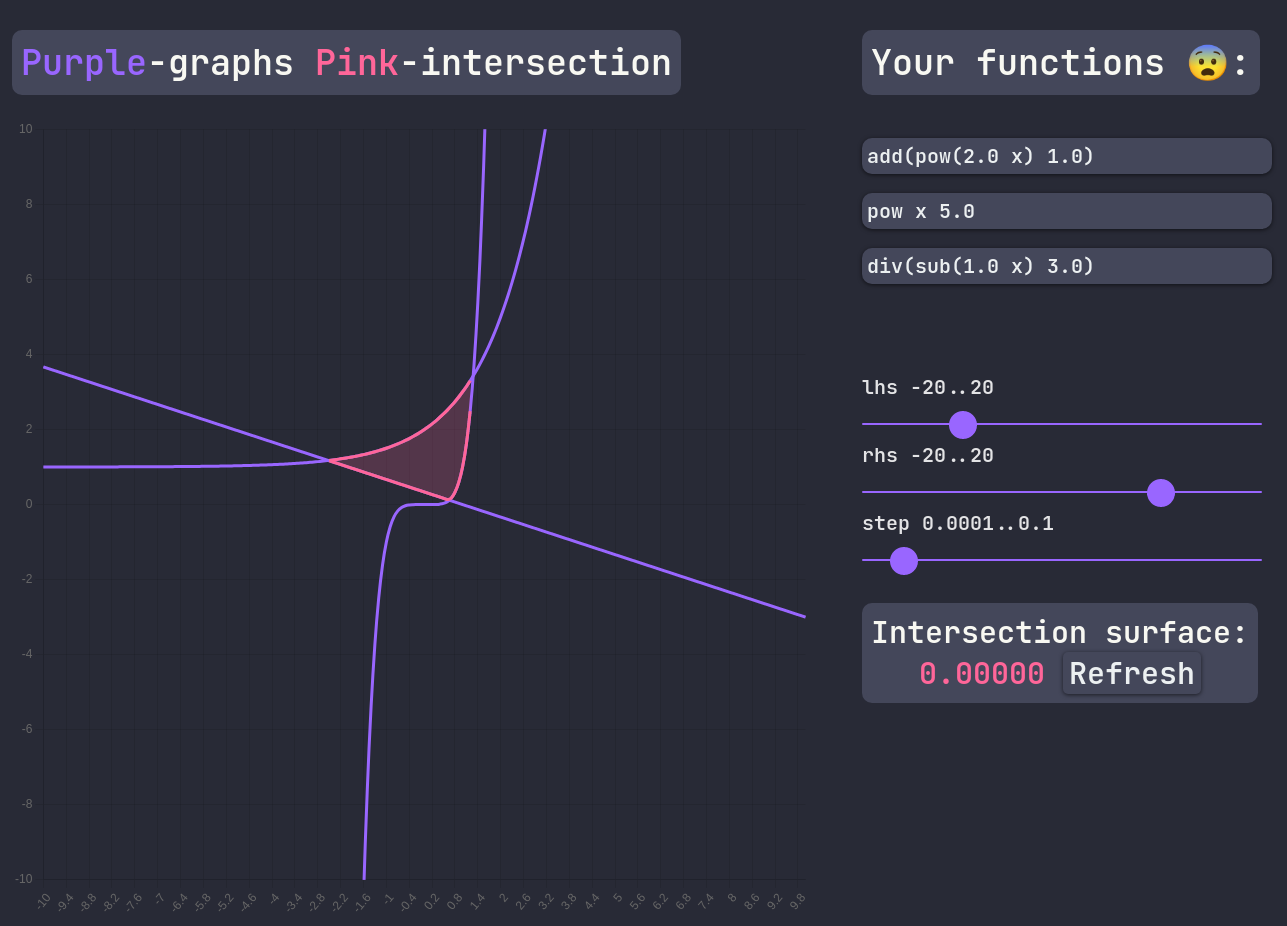 Purple-graphs Pink-intersection
10
8
6
4
2
0
-2
-4
-6
-8
-10
-10 -9.4 -8.8 -8.2 -7.6 -7 -6.4 -5.8 -5.2 -4.6 -4 -3.4 -2.8 -2.2 -1.6 -1 -0.4 0.2 0.8 1.4 2 2.6 3.2 3.8 4.4 5 5.6 6.2 6.8 7.4 8 8.6 9.2 9.8
Your functions 😨:
add(pow(2.0 x) 1.0)
pow x 5.0
div(sub(1.0 x) 3.0)
lhs -20..20
rhs -20..20
step 0.0001..0.1
Intersection surface:
0.00000 Refresh